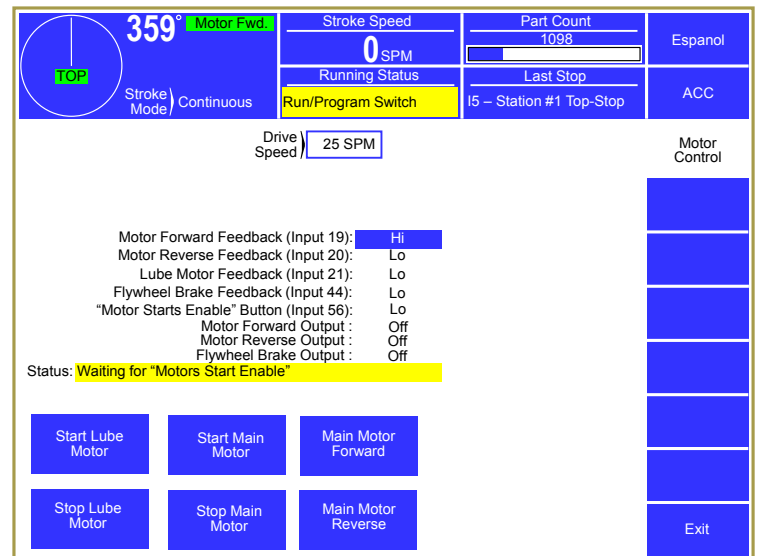 359° Motor Fwd.
TOP
Stroke Mode) Continuous
Stroke Speed
0 SPM
Part Count
1098
Espanol
Running Status
Run/Program Switch
Last Stop
I5 – Station #1 Top-Stop
ACC
Drive Speed) 25 SPM
Motor Control
Motor Forward Feedback (Input 19): Hi
Motor Reverse Feedback (Input 20): Lo
Lube Motor Feedback (Input 21): Lo
Flywheel Brake Feedback (Input 44): Lo
“Motor Starts Enable” Button (Input 56): Lo
Motor Forward Output : Off
Motor Reverse Output : Off
Flywheel Brake Output : Off
Status: Waiting for “Motors Start Enable”
Start Lube Motor
Start Main Motor
Main Motor Forward
Stop Lube Motor
Stop Main Motor
Main Motor Reverse
Exit